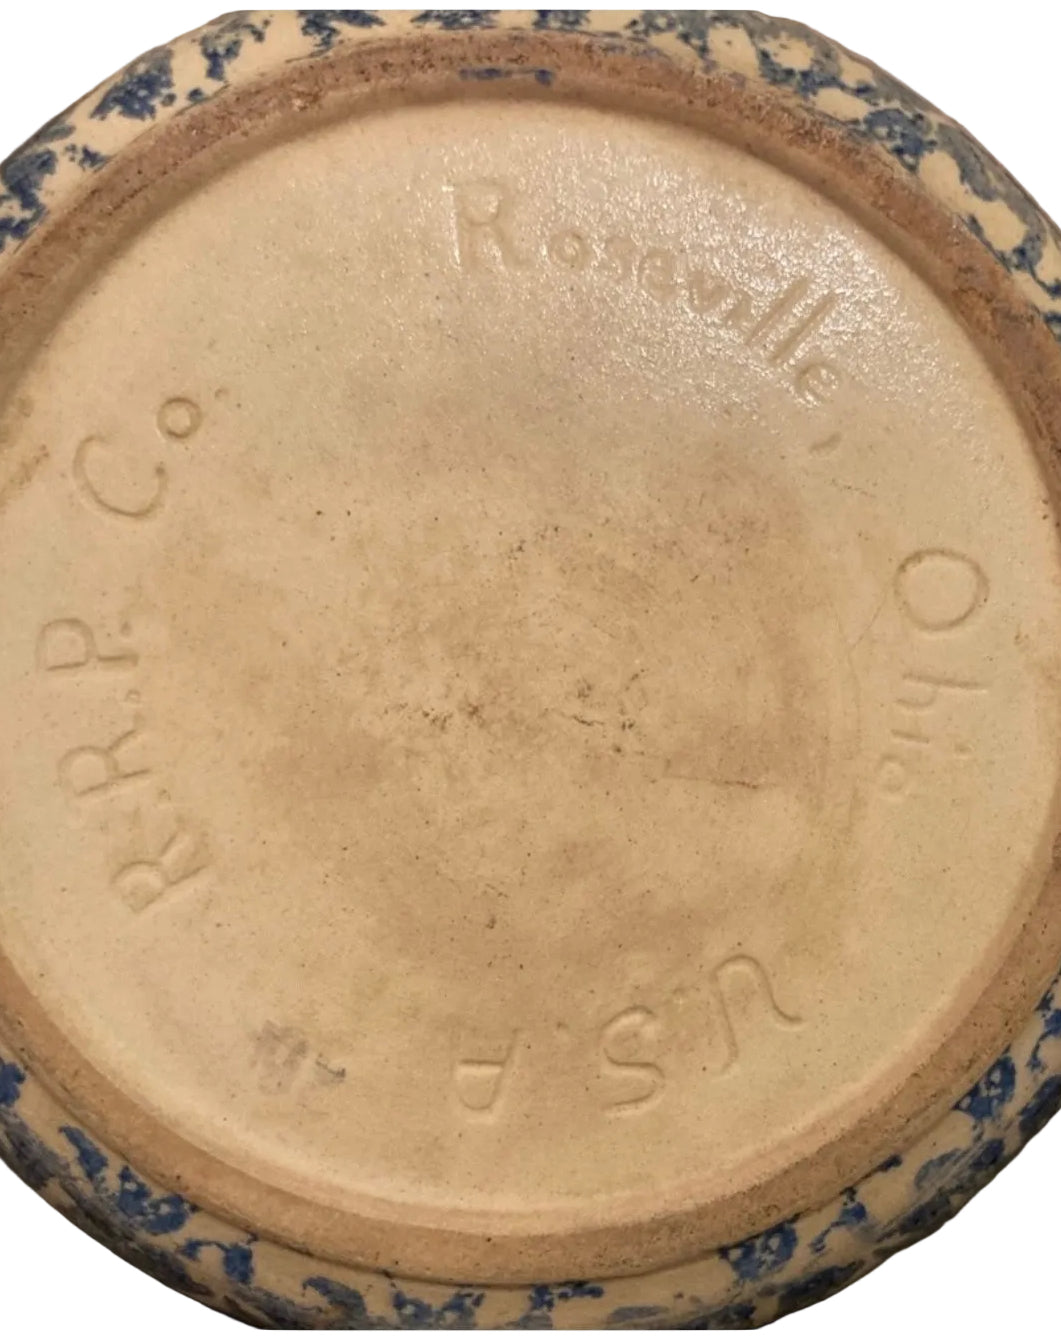 R.R.P. Co.
Roseville,
Ohio
U.S.A